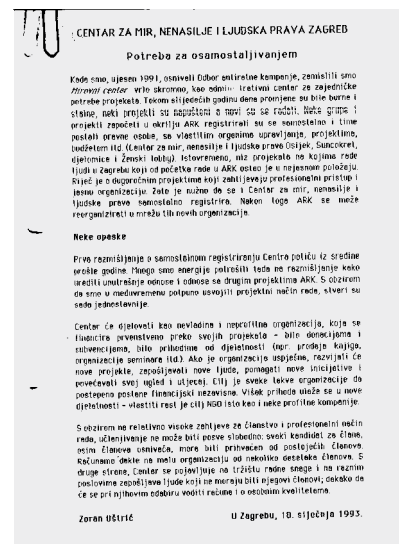 CENTAR ZA MIR, NENASILJE I LJUDSKA PRAVA ZAGREB
Potreba za osamostaljivanjem
Kada smo, ujesen 1991, osnivali Odbor antiratne kampanje, zamislili smo
Mirovni centar vrlo skromno, kao administrativni centar za zajedničke
potrebe projekata. Tokom slijedećih godinu dana promjene su bile burne i
stalne, neki projekti su napušteni a novi su se rađali. Neke grupe i
projekti započeti u okrilju ARK registrirali su se samostalno i time
postali pravne osobe, sa vlastitim organima upravljanja, projektima,
budžetom itd. (Centar za mir, nenasilje i ljudska prava Osijek, Suncokret,
djelomice i Ženski lobby). Istovremeno, niz projekata na kojima rade
ljudi u Zagrebu koji od početka rade u ARK ostao je u nejasnom položaju.
Riječ je o dugoročnim projektima koji zahtijevaju profesionalni pristup i
jasnu organizaciju. Zato je nužno da se i Centar za mir, nenasilje i
ljudska prava samostalno registrira. Nakon toga ARK se može
reorganizirati u mrežu tih novih organizacija.
Neke opaske
Prva razmišljanja o samostalnom registriranju Centra potiču iz sredine
prošle godine. Mnogo smo energije potrošili tada na razmišljanje kako
urediti unutrašnje odnose i odnose sa drugim projektima ARK. S obzirom
da smo u međuvremenu potpuno usvojili projektni način rada, stvari su
sada jednostavnije.
Centar će djelovati kao nevladina i neprofitna organizacija, koja se
financira prvenstveno preko svojih projekata - bilo donacijama i
subvencijama, bilo prihodima od djelatnosti (npr. prodaja knjiga,
organizacija seminara itd.). Ako je organizacija uspješna, razvijati će
nove projekte, zapošljavati nove ljude, pomagati nove inicijative i
povećavati svoj ugled i utjecaj. Cilj je svake takve organizacije da
postepeno postane financijski nezavisna. Višak prihoda ulaže se u nove
djelatnosti - vlastiti rast je cilj NGO isto kao i neke profitne kompanije.
S obzirom na relativno visoke zahtjeve za članstvo i profesionalni način
rada, učlanjivanje ne može biti posve slobodno: svaki kandidat za člana,
osim članova osnivača, mora biti prihvaćen od postojećih članova.
Računamo dakle na malu organizaciju od nekoliko desetaka članova. S
druge strane, Centar se pojavljuje na tržištu radne snage i na raznim
poslovima zapošljava ljude koji ne moraju biti njegovi članovi; dakako da
će se pri njihovom odabiru voditi računa i o osobnim kvalitetama.
Zoran Oštrić U Zagrebu, 10. siječnja 1993.